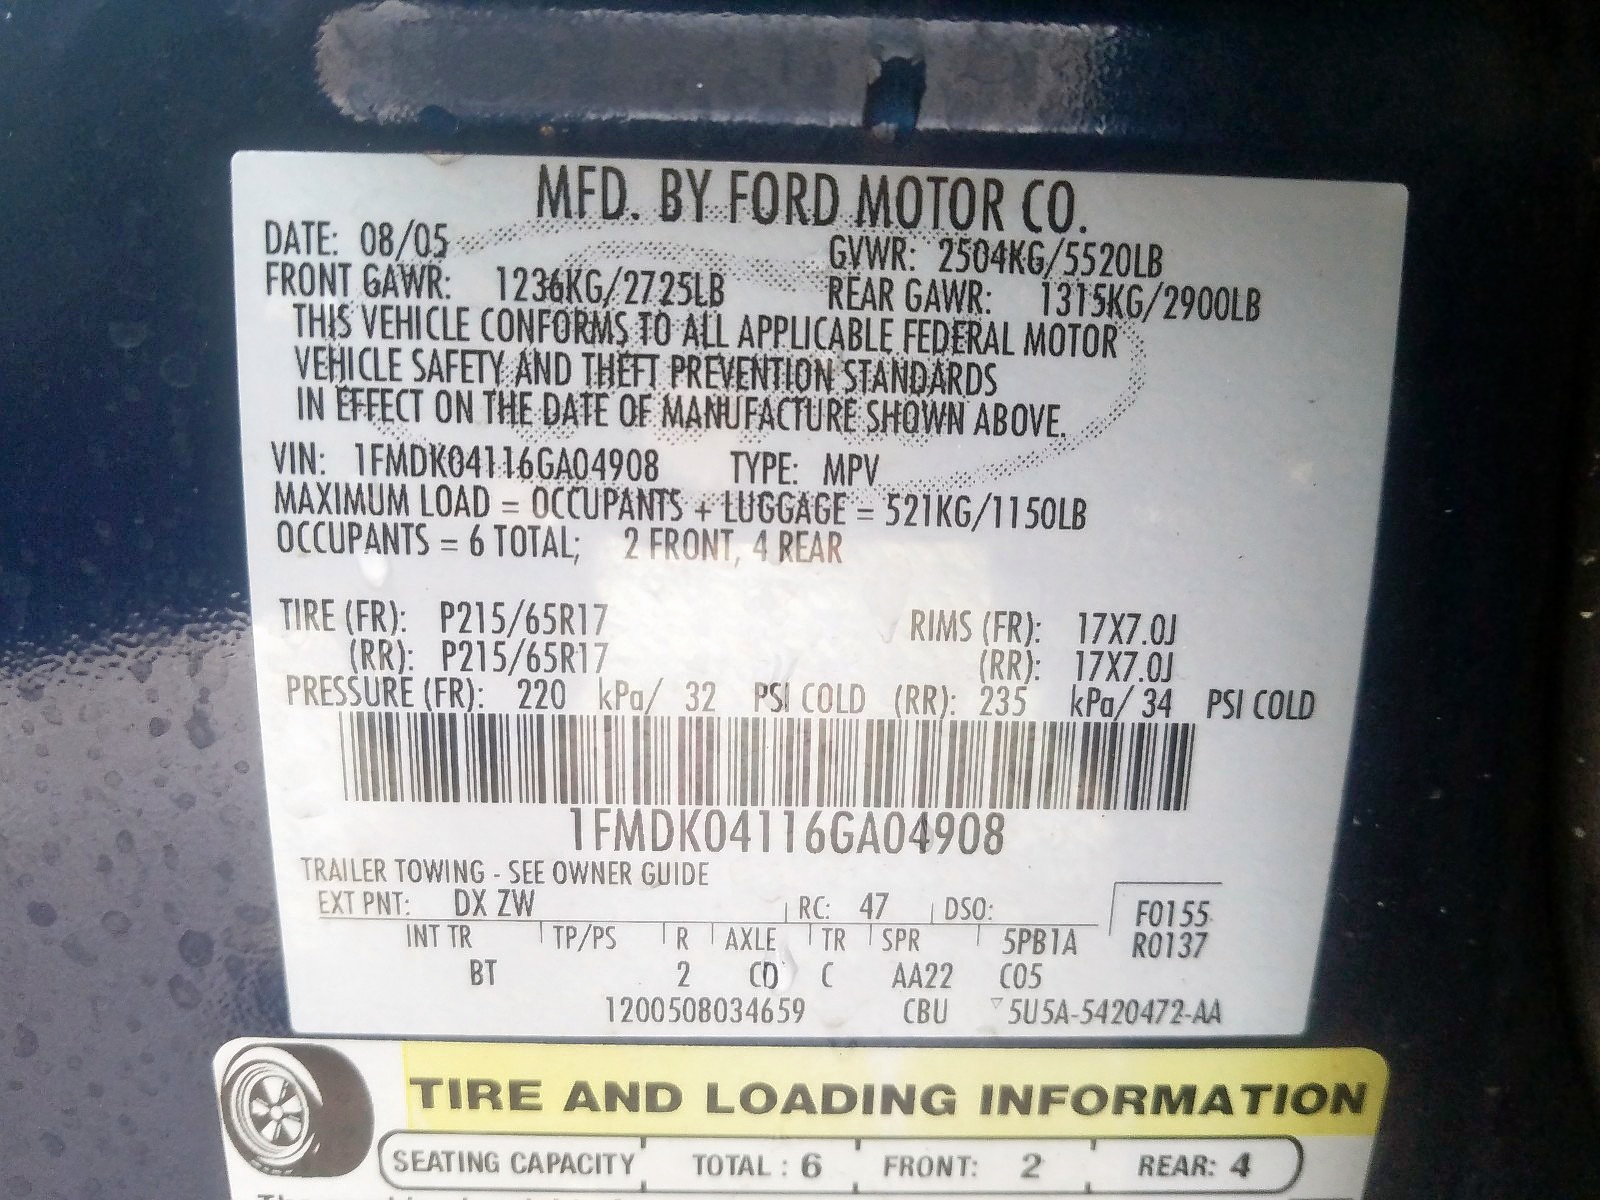 MFD. BY FORD MOTOR CO.
DATE: 08/05 GVWR: 2504KG/5520LB
FRONT GAWR: 1236KG/2725LB REAR GAWR: 1315KG/2900LB
THIS VEHICLE CONFORMS TO ALL APPLICABLE FEDERAL MOTOR
VEHICLE SAFETY AND THEFT PREVENTION STANDARDS
IN EFFECT ON THE DATE OF MANUFACTURE SHOWN ABOVE.
VIN: 1FMDK04116GA04908 TYPE: MPV
MAXIMUM LOAD = OCCUPANTS + LUGGAGE = 521KG/1150LB
OCCUPANTS = 6 TOTAL; 2 FRONT, 4 REAR
TIRE (FR): P215/65R17 RIMS (FR): 17X7.0J
(RR): P215/65R17 (RR): 17X7.0J
PRESSURE (FR): 220 kPa/ 32 PSI COLD (RR): 235 kPa/ 34 PSI COLD
1FMDK04116GA04908
TRAILER TOWING - SEE OWNER GUIDE
EXT PNT: DX ZW RC: 47 DSO: F0155
INT TR TP/PS R AXLE TR SPR 5PB1A R0137
BT 2 CD C AA22 C05
1200508034659 CBU ▽5U5A-5420472-AA
TIRE AND LOADING INFORMATION
SEATING CAPACITY TOTAL : 6 FRONT: 2 REAR: 4